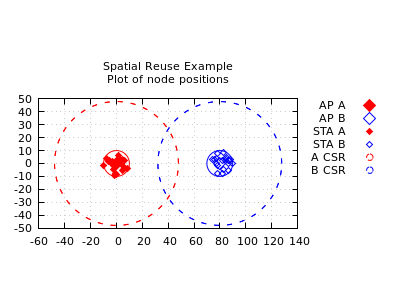 Spatial Reuse Example
Plot of node positions
50
40
30
20
10
0
-10
-20
-30
-40
-50
-60 -40 -20 0 20 40 60 80 100 120 140
AP A
AP B
STA A
STA B
A CSR
B CSR